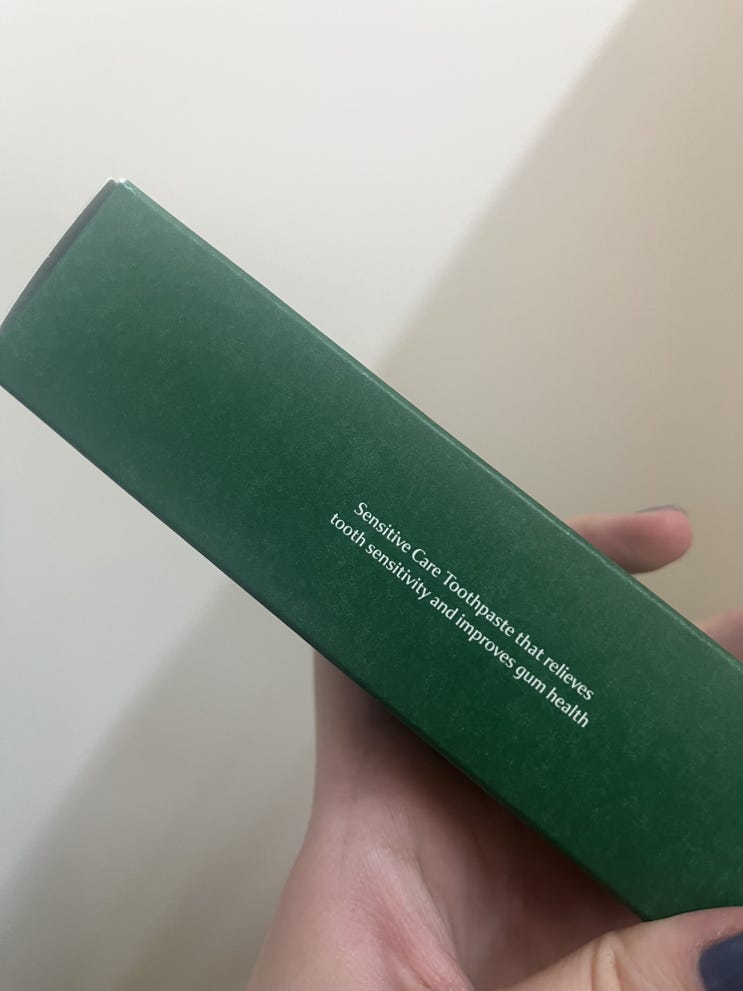 Sensitive Care Toothpaste that relieves
tooth sensitivity and improves gum health